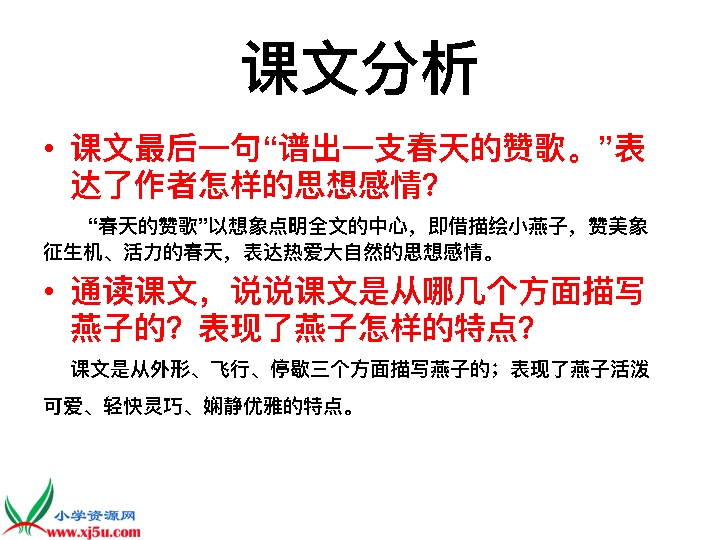 课文分析
• 课文最后一句“谱出一支春天的赞歌。”表
达了作者怎样的思想感情？
“春天的赞歌”以想象点明全文的中心，即借描绘小燕子，赞美象
征生机、活力的春天，表达热爱大自然的思想感情。
• 通读课文，说说课文是从哪几个方面描写
燕子的？表现了燕子怎样的特点？
课文是从外形、飞行、停歇三个方面描写燕子的；表现了燕子活泼
可爱、轻快灵巧、娴静优雅的特点。
小学资源网
www.xj5u.com